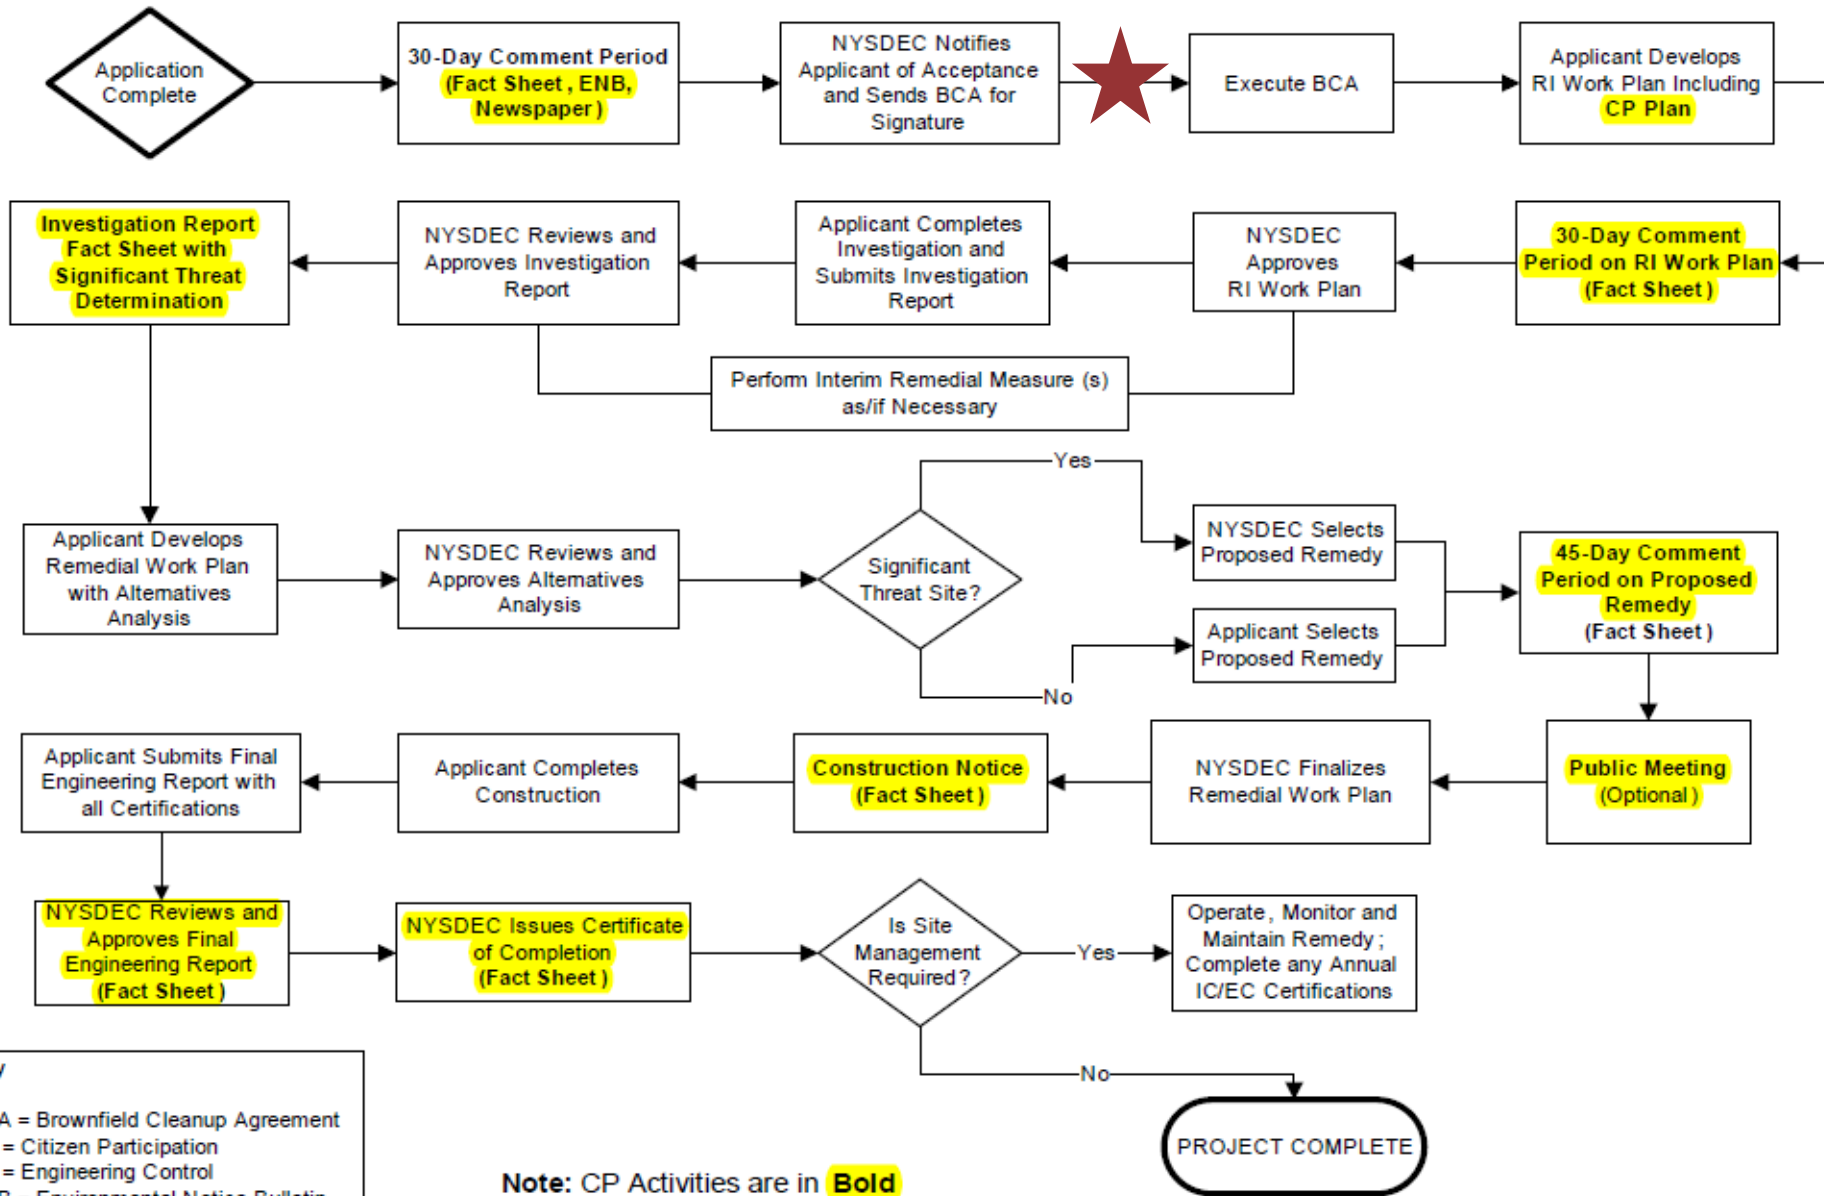 Application
Complete
30-Day Comment Period
(Fact Sheet, ENB,
Newspaper)
NYSDEC Notifies
Applicant of Acceptance
and Sends BCA for
Signature
Execute BCA
Applicant Develops
RI Work Plan Including
CP Plan
30-Day Comment
Period on RI Work Plan
(Fact Sheet)
NYSDEC
Approves
RI Work Plan
Applicant Completes
Investigation and
Submits Investigation
Report
NYSDEC Reviews and
Approves Investigation
Report
Investigation Report
Fact Sheet with
Significant Threat
Determination
Perform Interim Remedial Measure (s)
as/if Necessary
Applicant Develops
Remedial Work Plan
with Alternatives
Analysis
NYSDEC Reviews and
Approves Alternatives
Analysis
Significant
Threat Site?
Yes
No
NYSDEC Selects
Proposed Remedy
Applicant Selects
Proposed Remedy
45-Day Comment
Period on Proposed
Remedy
(Fact Sheet)
Public Meeting
(Optional)
NYSDEC Finalizes
Remedial Work Plan
Construction Notice
(Fact Sheet)
Applicant Completes
Construction
Applicant Submits Final
Engineering Report with
all Certifications
NYSDEC Reviews and
Approves Final
Engineering Report
(Fact Sheet)
NYSDEC Issues Certificate
of Completion
(Fact Sheet)
Is Site
Management
Required?
Yes
Operate, Monitor and
Maintain Remedy;
Complete any Annual
IC/EC Certifications
No
PROJECT COMPLETE
A = Brownfield Cleanup Agreement
= Citizen Participation
= Engineering Control
= Environmental Notice Bulletin
Note: CP Activities are in Bold